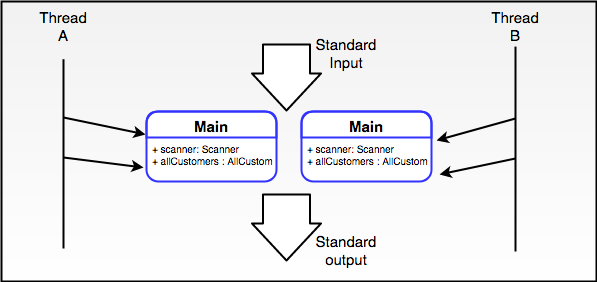 Thread
A
Standard
Input
Thread
B
Main
+ scanner: Scanner
+ allCustomers : AllCustom
Main
+ scanner: Scanner
+ allCustomers : AllCustom
Standard
output